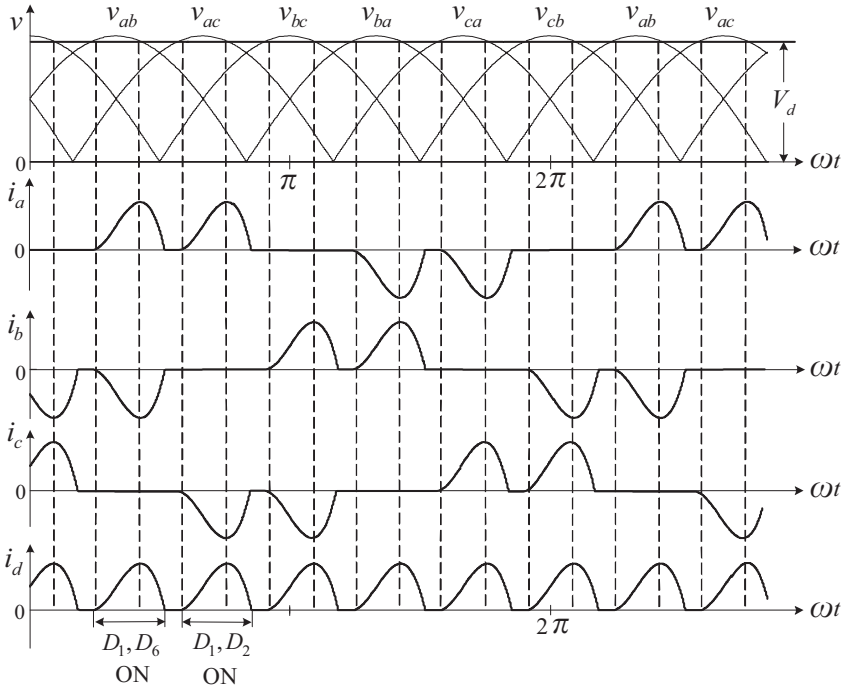 v
v_ab v_ac v_bc v_ba v_ca v_cb v_ab v_ac
V_d
0 π 2π ωt
i_a
0 ωt
i_b
0 ωt
i_c
0 ωt
i_d
0 2π ωt
D_1, D_6 D_1, D_2
ON ON